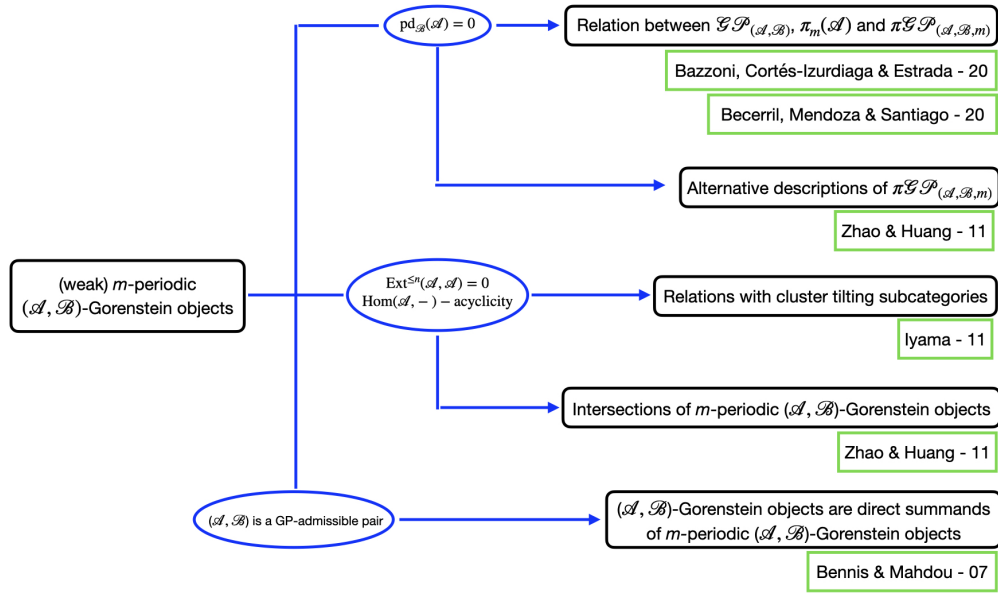 pd_ℬ(𝒜) = 0
Relation between 𝒢𝒫_(𝒜,ℬ), π_m(𝒜) and π𝒢𝒫_(𝒜,ℬ,m)
Bazzoni, Cortés-Izurdiaga & Estrada - 20
Becerril, Mendoza & Santiago - 20
Alternative descriptions of π𝒢𝒫_(𝒜,ℬ,m)
Zhao & Huang - 11
(weak) m-periodic
(𝒜, ℬ)-Gorenstein objects
Ext^≤n(𝒜, 𝒜) = 0
Hom(𝒜, −) − acyclicity
Relations with cluster tilting subcategories
Iyama - 11
Intersections of m-periodic (𝒜, ℬ)-Gorenstein objects
Zhao & Huang - 11
(𝒜, ℬ) is a GP-admissible pair
(𝒜, ℬ)-Gorenstein objects are direct summands
of m-periodic (𝒜, ℬ)-Gorenstein objects
Bennis & Mahdou - 07